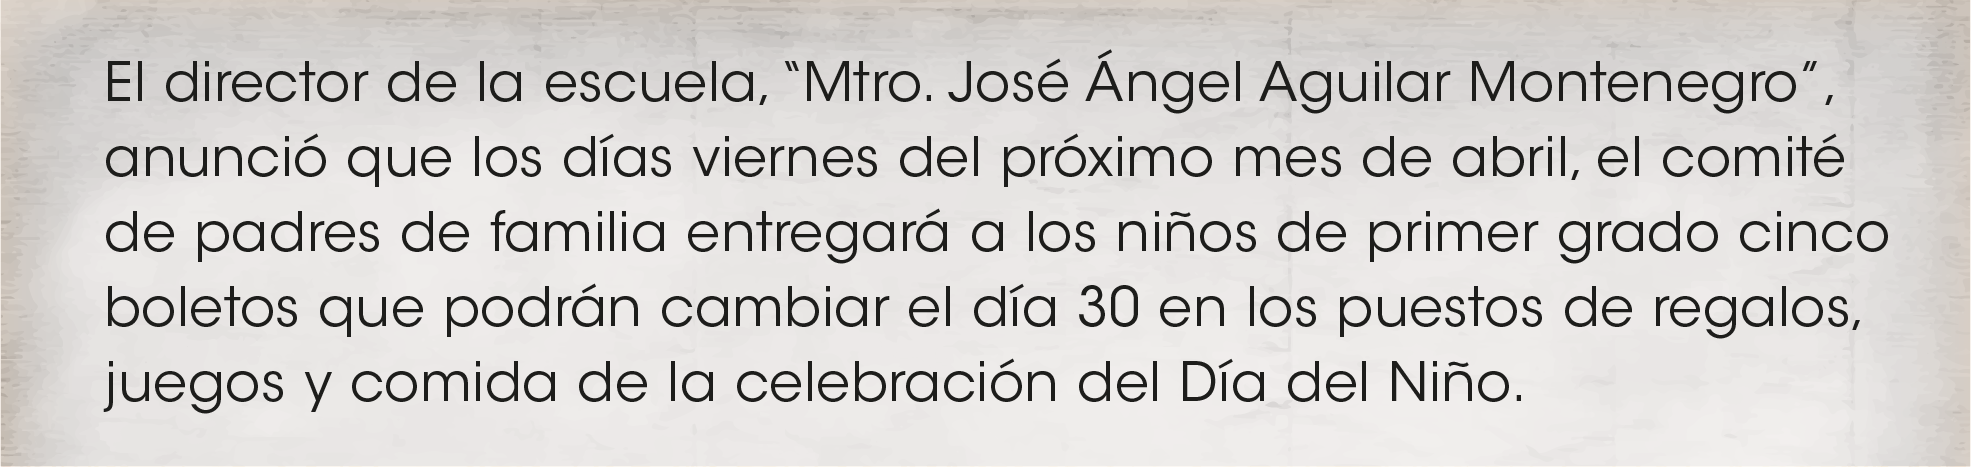 El director de la escuela, “Mtro. José Ángel Aguilar Montenegro”,
anunció que los días viernes del próximo mes de abril, el comité
de padres de familia entregará a los niños de primer grado cinco
boletos que podrán cambiar el día 30 en los puestos de regalos,
juegos y comida de la celebración del Día del Niño.